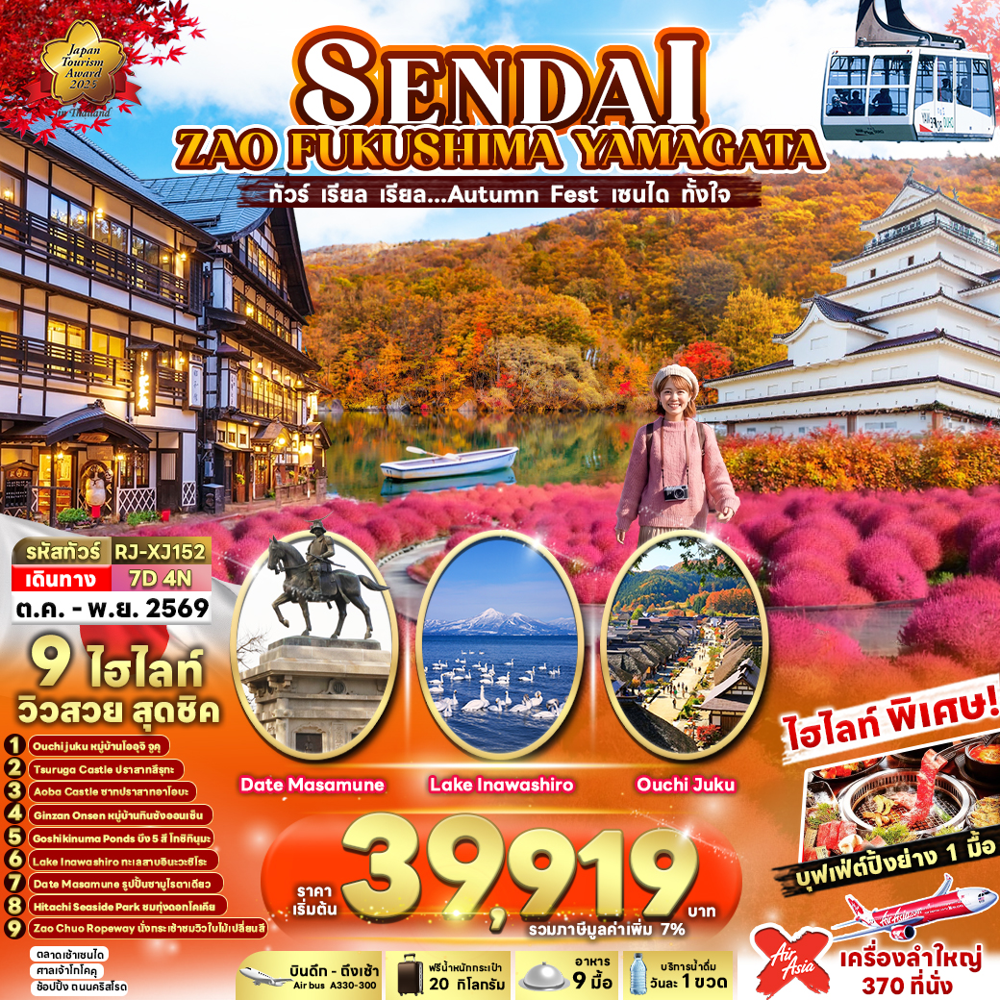 Japan
Tourism
Award
2025
in Thailand
SENDAI
ZAO FUKUSHIMA YAMAGATA
ทัวร์ เรียล เรียล...Autumn Fest เซนได ทั้งใจ
รหัสทัวร์ RJ-XJ152
เดินทาง 7D 4N
ต.ค. - พ.ย. 2569
9 ไฮไลท์
วิวสวย สุดชิค
1 Ouchi juku หมู่บ้านโออุจิ จูคุ
2 Tsuruga Castle ปราสาทสึรุกะ
3 Aoba Castle ซากปราสาทอาโอบะ
4 Ginzan Onsen หมู่บ้านกินซังออนเซ็น
5 Goshikinuma Ponds บึง 5 สี โกชิกินุมะ
6 Lake Inawashiro ทะเลสาบอินะวะชิโระ
7 Date Masamune รูปปั้นซามูไรตาเดียว
8 Hitachi Seaside Park ชมทุ่งดอกโคเคีย
9 Zao Chuo Ropeway นั่งกระเช้าชมวิวใบไม้เปลี่ยนสี
ตลาดเช้าเซนได
ศาลเจ้าโทโคคุ
ช้อปปิ้ง ถนนคริสโรด
Date Masamune
Lake Inawashiro
Ouchi Juku
ราคา
เริ่มต้น
39,919
บาท
รวมภาษีมูลค่าเพิ่ม 7%
ไฮไลท์ พิเศษ!
บุฟเฟ่ต์ปิ้งย่าง 1 มื้อ
Air Asia
เครื่องลำใหญ่
370 ที่นั่ง
บินดึก - ถึงเช้า
Air bus A330-300
ฟรีน้ำหนักกระเป๋า
20 กิโลกรัม
อาหาร
9 มื้อ
บริการน้ำดื่ม
วันละ 1 ขวด